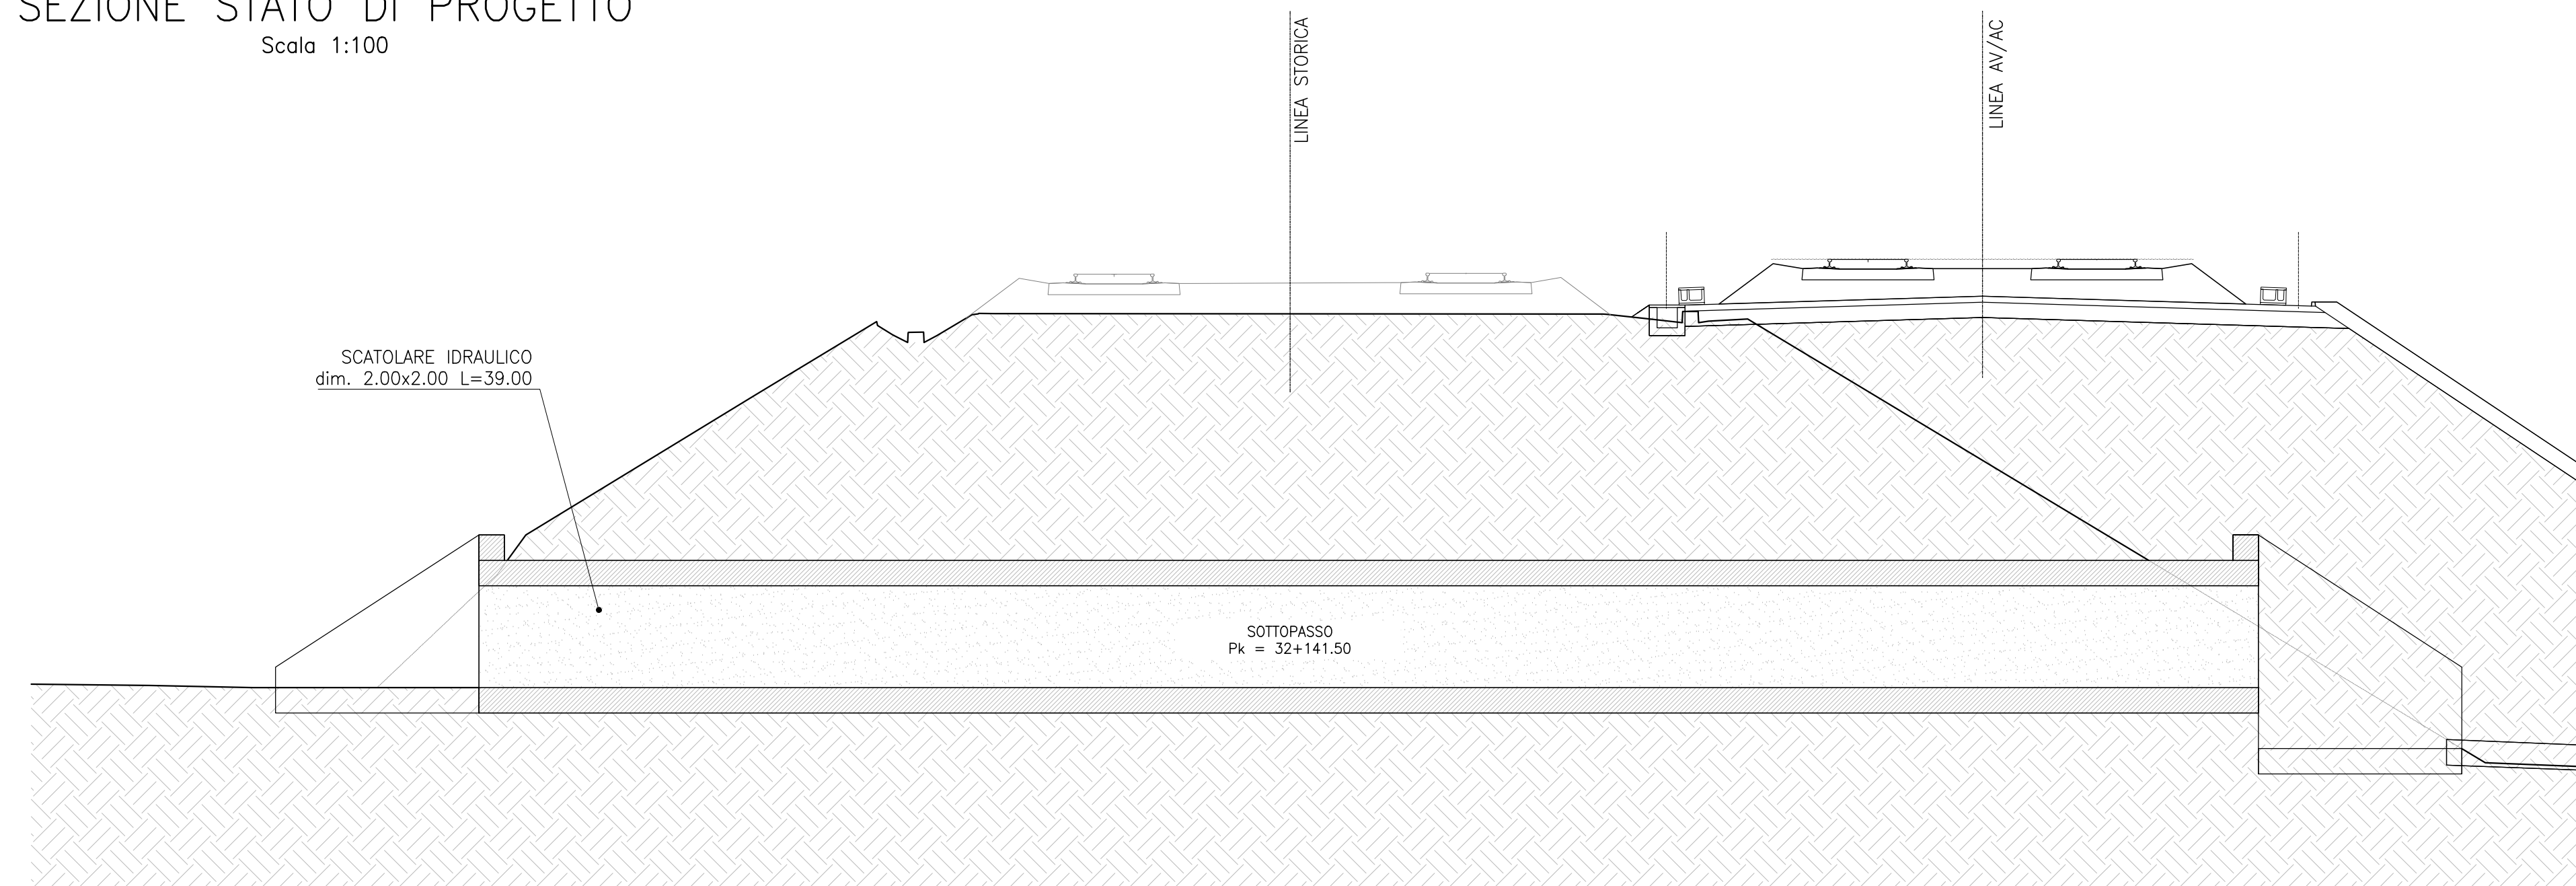 SEZIONE STATO DI PROGETTO
Scala 1:100
LINEA STORICA
LINEA AV/AC
SCATOLARE IDRAULICO
dim. 2.00x2.00 L=39.00
SOTTOPASSO
Pk = 32+141.50